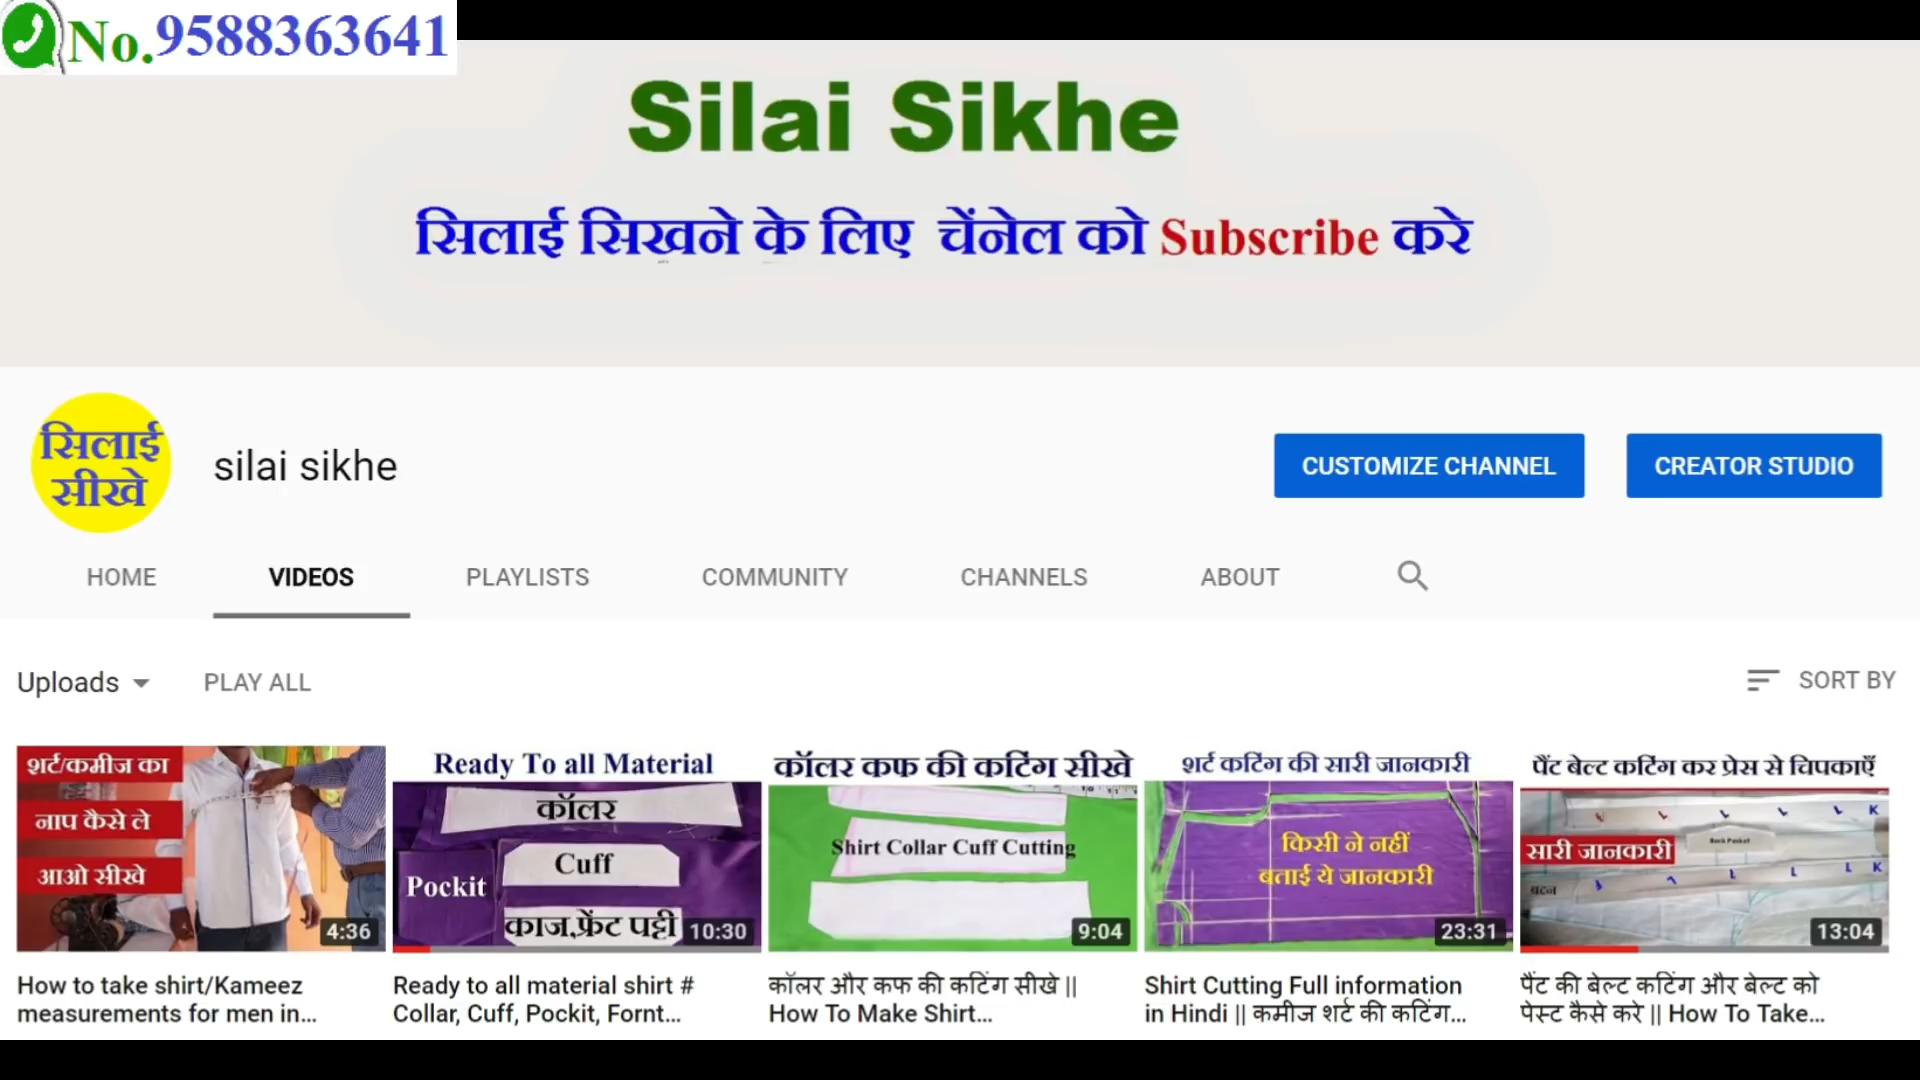 No.9588363641
Silai Sikhe
सिलाई सिखने के लिए चेंनेल को Subscribe करे
सिलाई
सीखे
silai sikhe
CUSTOMIZE CHANNEL
CREATOR STUDIO
HOME
VIDEOS
PLAYLISTS
COMMUNITY
CHANNELS
ABOUT
Uploads
PLAY ALL
SORT BY
शर्ट/कमीज का
नाप कैसे ले
आओ सीखे
4:36
How to take shirt/Kameez
measurements for men in...
Ready To all Material
कॉलर
Cuff
Pockit
काज,फ्रेंट पट्टी
10:30
Ready to all material shirt #
Collar, Cuff, Pockit, Fornt...
कॉलर कफ की कटिंग सीखे
Shirt Collar Cuff Cutting
9:04
कॉलर और कफ की कटिंग सीखे ||
How To Make Shirt...
शर्ट कटिंग की सारी जानकारी
किसी ने नहीं
बताई ये जानकारी
23:31
Shirt Cutting Full information
in Hindi || कमीज शर्ट की कटिंग...
पैंट बेल्ट कटिंग कर प्रेस से चिपकाएँ
सारी जानकारी
Back Pocket
बटन
13:04
पैंट की बेल्ट कटिंग और बेल्ट को
पेस्ट कैसे करे || How To Take...